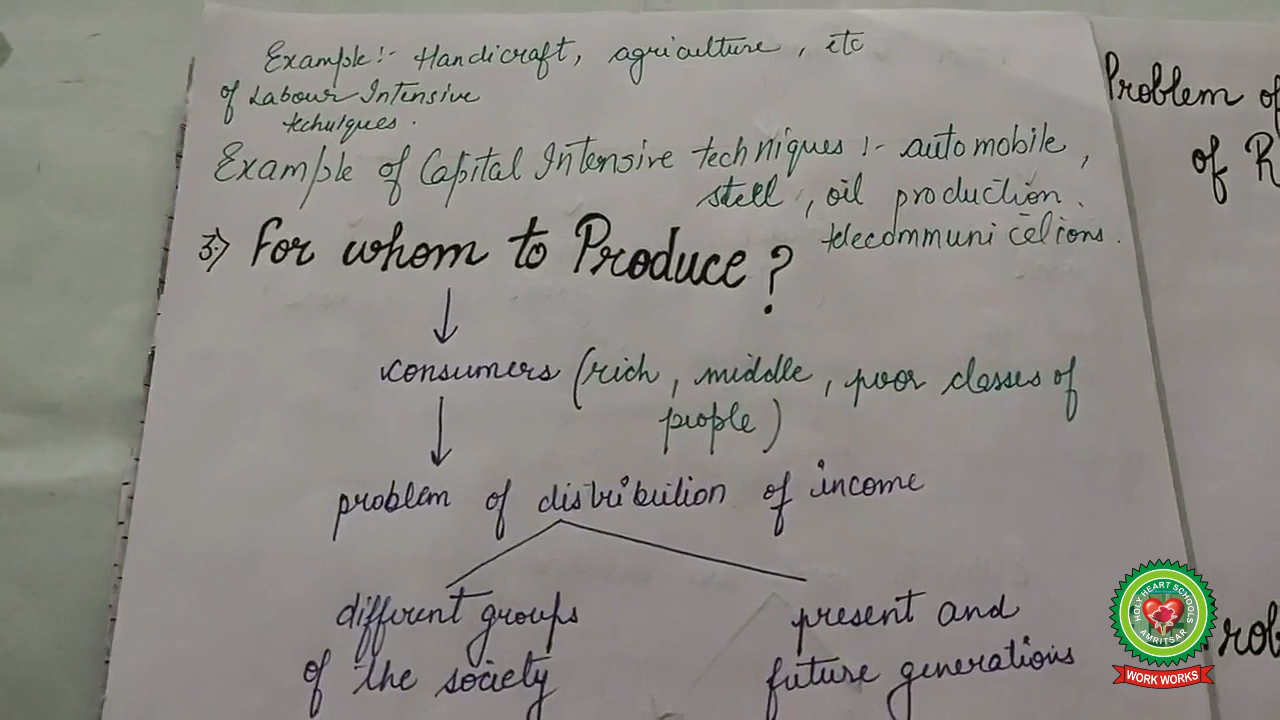 Example:- Handicraft, agriculture, etc
of Labour Intensive
techniques.
Example of Capital Intensive techniques :- automobile,
stell, oil production.
telecommunicelions.
3) For whom to Produce?
consumers (rich, middle, poor classes of
people)
problem of distribution of income
different groups
of the society
present and
future generations
Problem of
of R
rob
HOLY HEART SCHOOLS
AMRITSAR
WORK WORKS